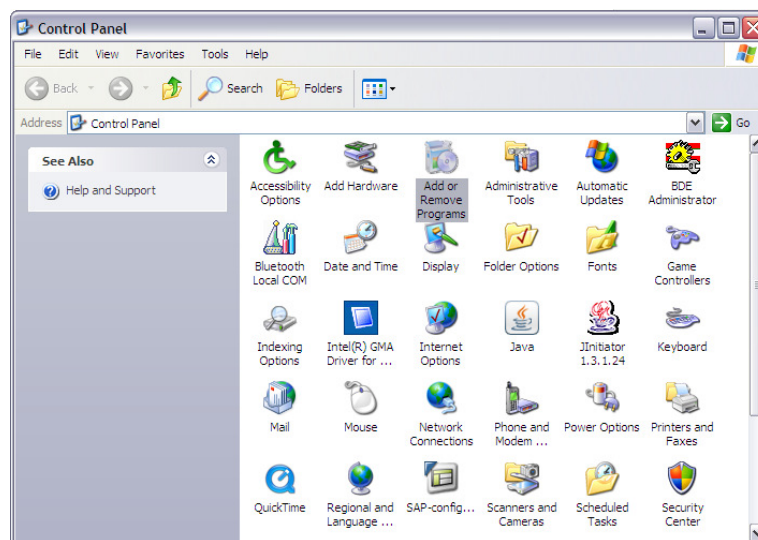 Control Panel
File Edit View Favorites Tools Help
Back Search Folders
Address Control Panel Go
See Also
Help and Support
Accessibility Options
Add Hardware
Add or Remove Programs
Administrative Tools
Automatic Updates
BDE Administrator
Bluetooth Local COM
Date and Time
Display
Folder Options
Fonts
Game Controllers
Indexing Options
Intel(R) GMA Driver for ...
Internet Options
Java
JInitiator 1.3.1.24
Keyboard
Mail
Mouse
Network Connections
Phone and Modem ...
Power Options
Printers and Faxes
QuickTime
Regional and Language ...
SAP-config...
Scanners and Cameras
Scheduled Tasks
Security Center